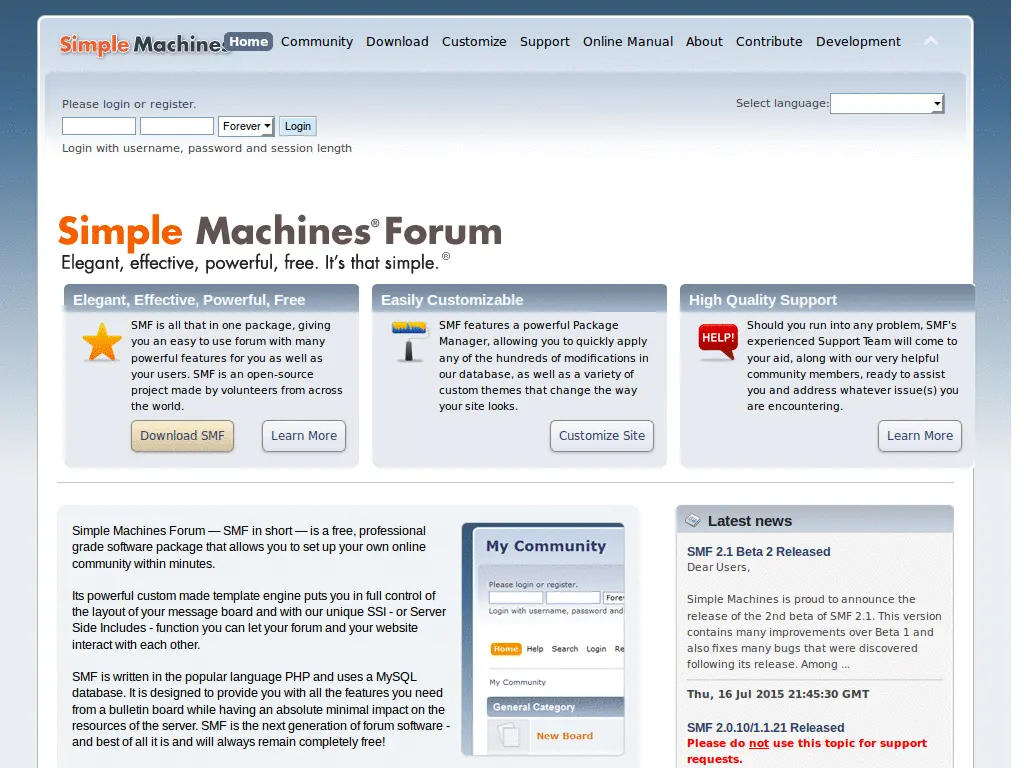 Simple Machines
Home Community Download Customize Support Online Manual About Contribute Development
Please login or register.
Select language:
Forever Login
Login with username, password and session length
Simple Machines® Forum
Elegant, effective, powerful, free. It's that simple.®
Elegant, Effective, Powerful, Free
SMF is all that in one package, giving
you an easy to use forum with many
powerful features for you as well as
your users. SMF is an open-source
project made by volunteers from across
the world.
Download SMF Learn More
Easily Customizable
SMF features a powerful Package
Manager, allowing you to quickly apply
any of the hundreds of modifications in
our database, as well as a variety of
custom themes that change the way
your site looks.
Customize Site
High Quality Support
HELP!
Should you run into any problem, SMF's
experienced Support Team will come to
your aid, along with our very helpful
community members, ready to assist
you and address whatever issue(s) you
are encountering.
Learn More
Simple Machines Forum — SMF in short — is a free, professional
grade software package that allows you to set up your own online
community within minutes.
Its powerful custom made template engine puts you in full control of
the layout of your message board and with our unique SSI - or Server
Side Includes - function you can let your forum and your website
interact with each other.
SMF is written in the popular language PHP and uses a MySQL
database. It is designed to provide you with all the features you need
from a bulletin board while having an absolute minimal impact on the
resources of the server. SMF is the next generation of forum software -
and best of all it is and will always remain completely free!
My Community
Please login or register.
Fore
Login with username, password and
Home Help Search Login Re
My Community
General Category
New Board
Latest news
SMF 2.1 Beta 2 Released
Dear Users,
Simple Machines is proud to announce the
release of the 2nd beta of SMF 2.1. This version
contains many improvements over Beta 1 and
also fixes many bugs that were discovered
following its release. Among ...
Thu, 16 Jul 2015 21:45:30 GMT
SMF 2.0.10/1.1.21 Released
Please do not use this topic for support
requests.